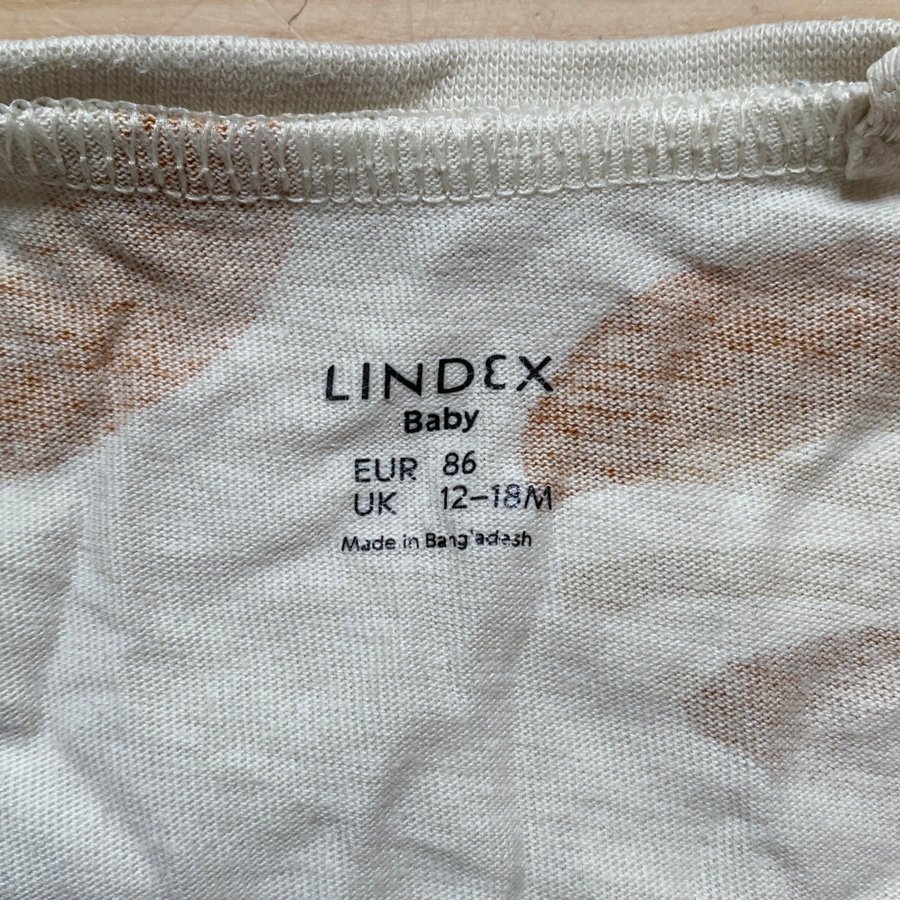 LINDEX
Baby
EUR 86
UK 12-18M
Made in Bangladesh